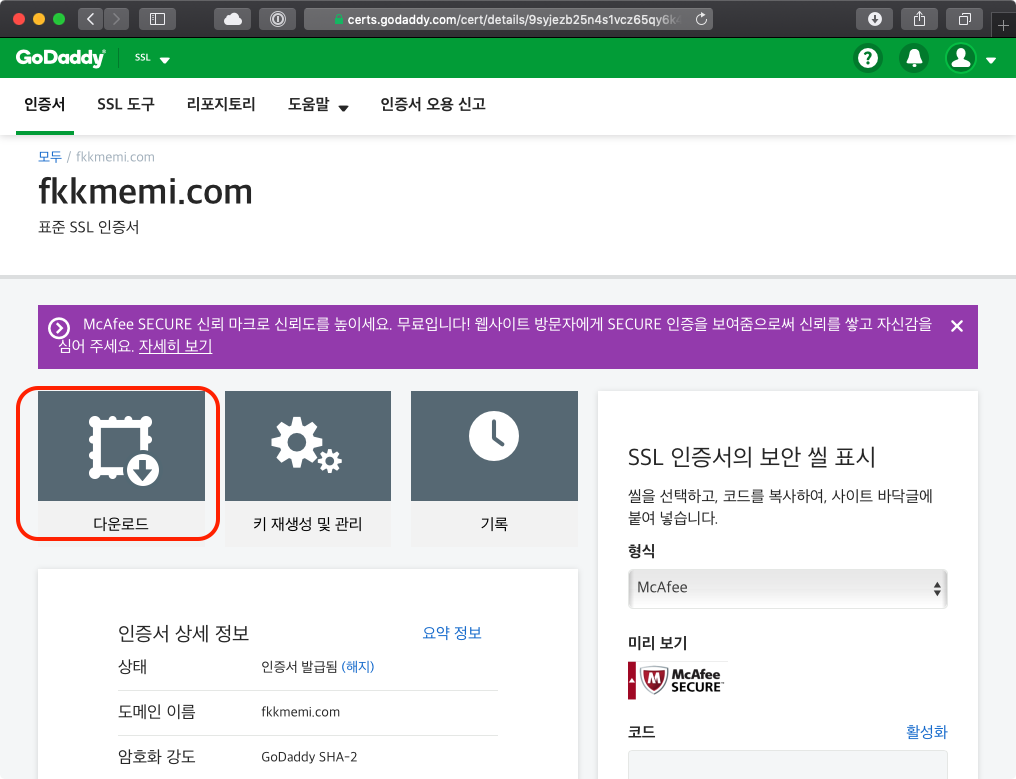 certs.godaddy.com/cert/details/9syjezb25n4s1vcz65qy6k4
GoDaddy
SSL
인증서
SSL 도구
리포지토리
도움말
인증서 오용 신고
모두 / fkkmemi.com
fkkmemi.com
표준 SSL 인증서
McAfee SECURE 신뢰 마크로 신뢰도를 높이세요. 무료입니다! 웹사이트 방문자에게 SECURE 인증을 보여줌으로써 신뢰를 쌓고 자신감을
심어 주세요. 자세히 보기
다운로드
키 재생성 및 관리
기록
인증서 상세 정보
요약 정보
상태
인증서 발급됨 (해지)
도메인 이름
fkkmemi.com
암호화 강도
GoDaddy SHA-2
SSL 인증서의 보안 씰 표시
씰을 선택하고, 코드를 복사하여, 사이트 바닥글에
붙여 넣습니다.
형식
McAfee
미리 보기
McAfee
SECURE
코드
활성화